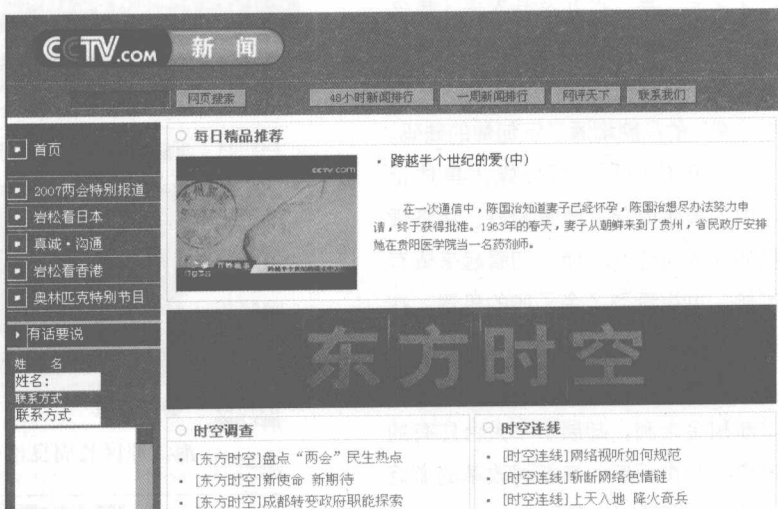 CCTV.COM 新闻
网页搜索 48小时新闻排行 一周新闻排行 网评天下 联系我们
首页
2007两会特别报道
岩松看日本
真诚·沟通
岩松看香港
奥林匹克特别节目
有话要说
姓 名
姓名:
联系方式
联系方式
每日精品推荐
cctv.com
跨越半个世纪的爱(中)
· 跨越半个世纪的爱(中)
在一次通信中,陈国治知道妻子已经怀孕,陈国治想尽办法努力申
请,终于获得批准。1963年的春天,妻子从朝鲜来到了贵州,省民政厅安排
她在贵阳医学院当一名药剂师。
东方时空
时空调查
· [东方时空]盘点“两会”民生热点
· [东方时空]新使命 新期待
· [东方时空]成都转变政府职能探索
时空连线
· [时空连线]网络视听如何规范
· [时空连线]斩断网络色情链
· [时空连线]上天入地 降火奇兵